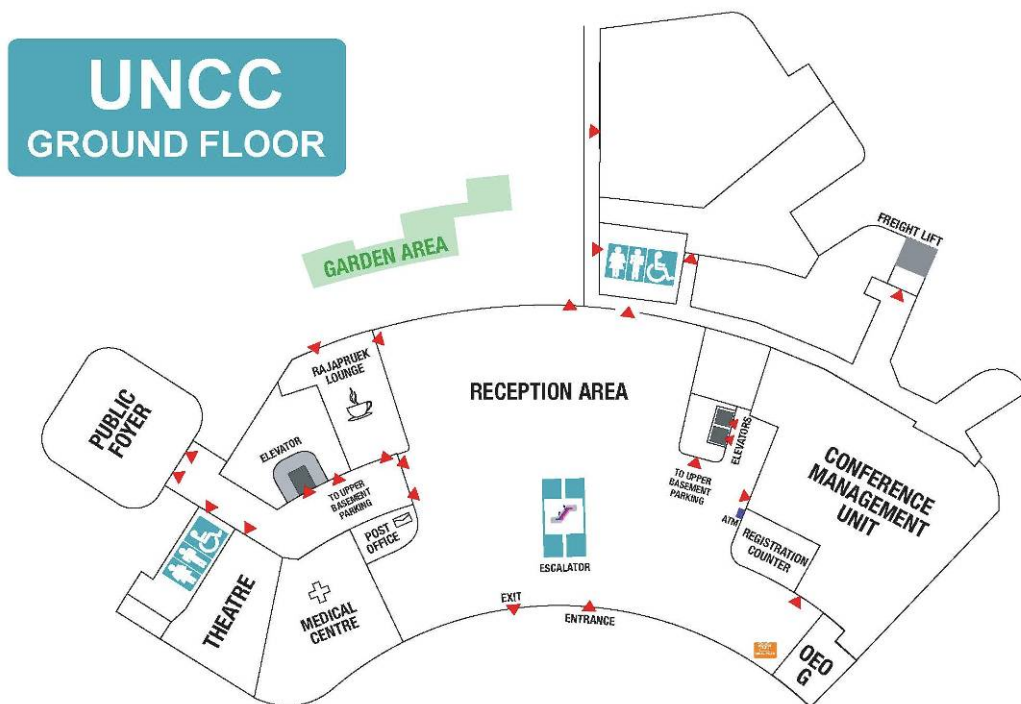 UNCC
GROUND FLOOR
GARDEN AREA
FREIGHT LIFT
RAJAPRUEK
LOUNGE
RECEPTION AREA
PUBLIC
FOYER
ELEVATOR
ELEVATORS
TO UPPER
BASEMENT
PARKING
TO UPPER
BASEMENT
PARKING
CONFERENCE
MANAGEMENT
UNIT
ATM
POST
OFFICE
REGISTRATION
COUNTER
ESCALATOR
THEATRE
MEDICAL
CENTRE
EXIT
ENTRANCE
OEO
G